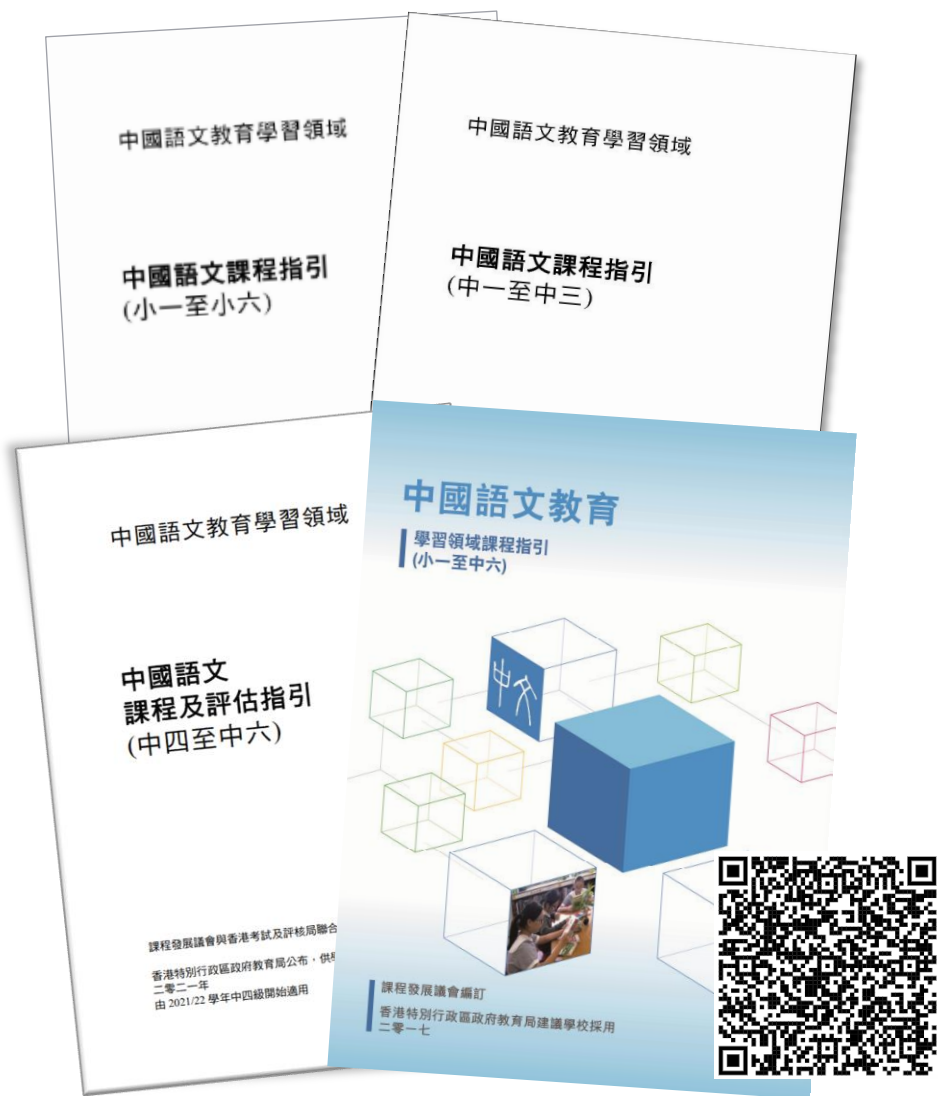 中國語文教育學習領域
中國語文課程指引
(小一至小六)
中國語文教育學習領域
中國語文課程指引
(中一至中三)
中國語文教育學習領域
中國語文
課程及評估指引
(中四至中六)
課程發展議會與香港考試及評核局聯合
香港特別行政區政府教育局公布，供
二零二一年
由 2021/22 學年中四級開始適用
中國語文教育
學習領域課程指引
(小一至中六)
中文
課程發展議會編訂
香港特別行政區政府教育局建議學校採用
二零一七